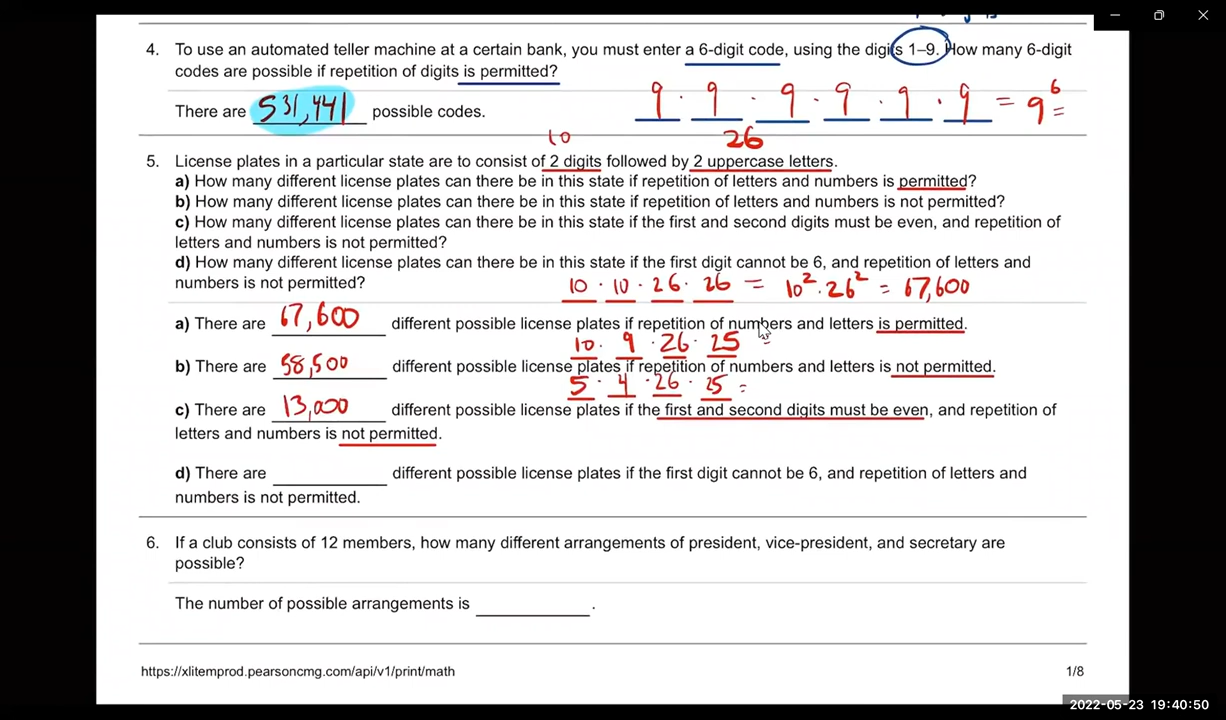 4. To use an automated teller machine at a certain bank, you must enter a 6-digit code, using the digits 1–9. How many 6-digit
codes are possible if repetition of digits is permitted?
9 · 9 · 9 · 9 · 9 · 9 = 9^6 =
There are 531,441 possible codes.
10 26
5. License plates in a particular state are to consist of 2 digits followed by 2 uppercase letters.
a) How many different license plates can there be in this state if repetition of letters and numbers is permitted?
b) How many different license plates can there be in this state if repetition of letters and numbers is not permitted?
c) How many different license plates can there be in this state if the first and second digits must be even, and repetition of
letters and numbers is not permitted?
d) How many different license plates can there be in this state if the first digit cannot be 6, and repetition of letters and
numbers is not permitted?
10 · 10 · 26 · 26 = 10^2 · 26^2 = 67,600
a) There are 67,600 different possible license plates if repetition of numbers and letters is permitted.
10 · 9 · 26 · 25 =
b) There are 58,500 different possible license plates if repetition of numbers and letters is not permitted.
5 · 4 · 26 · 25 =
c) There are 13,000 different possible license plates if the first and second digits must be even, and repetition of
letters and numbers is not permitted.
d) There are different possible license plates if the first digit cannot be 6, and repetition of letters and
numbers is not permitted.
6. If a club consists of 12 members, how many different arrangements of president, vice-president, and secretary are
possible?
The number of possible arrangements is .
https://xlitemprod.pearsoncmg.com/api/v1/print/math 1/8
2022-05-23 19:40:50